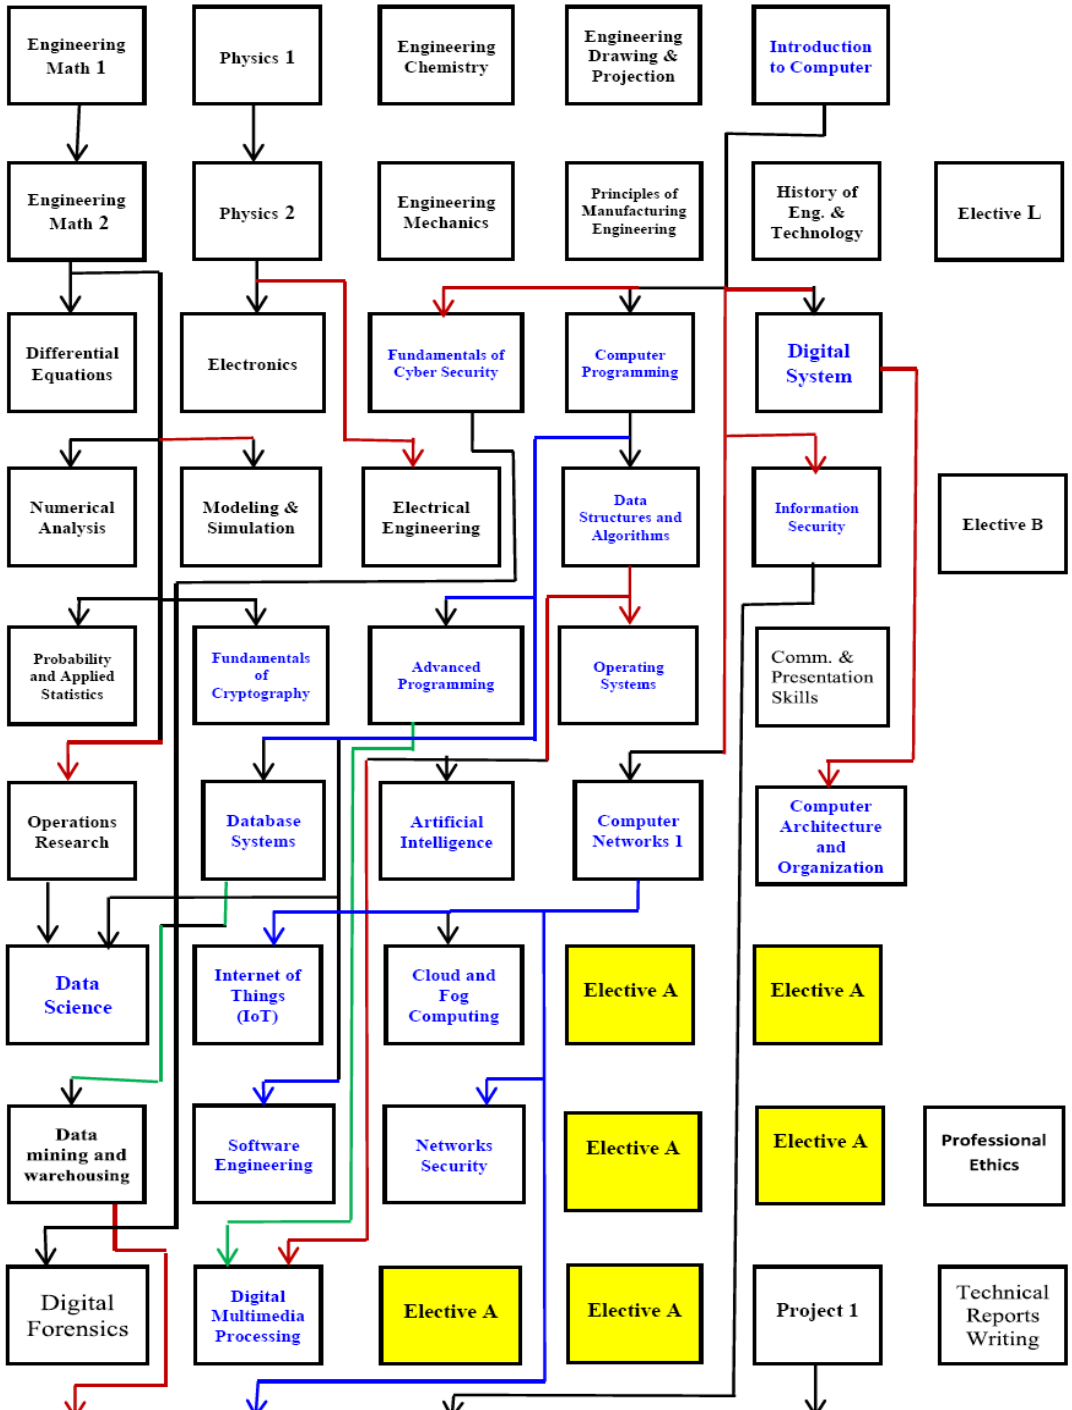 Engineering
Math 1
Physics 1
Engineering
Chemistry
Engineering
Drawing &
Projection
Introduction
to Computer
Engineering
Math 2
Physics 2
Engineering
Mechanics
Principles of
Manufacturing
Engineering
History of
Eng. &
Technology
Elective L
Differential
Equations
Electronics
Fundamentals of
Cyber Security
Computer
Programming
Digital
System
Numerical
Analysis
Modeling &
Simulation
Electrical
Engineering
Data
Structures and
Algorithms
Information
Security
Elective B
Probability
and Applied
Statistics
Fundamentals
of
Cryptography
Advanced
Programming
Operating
Systems
Comm. &
Presentation
Skills
Operations
Research
Database
Systems
Artificial
Intelligence
Computer
Networks 1
Computer
Architecture
and
Organization
Data
Science
Internet of
Things
(IoT)
Cloud and
Fog
Computing
Elective A
Elective A
Data
mining and
warehousing
Software
Engineering
Networks
Security
Elective A
Elective A
Professional
Ethics
Digital
Forensics
Digital
Multimedia
Processing
Elective A
Elective A
Project 1
Technical
Reports
Writing